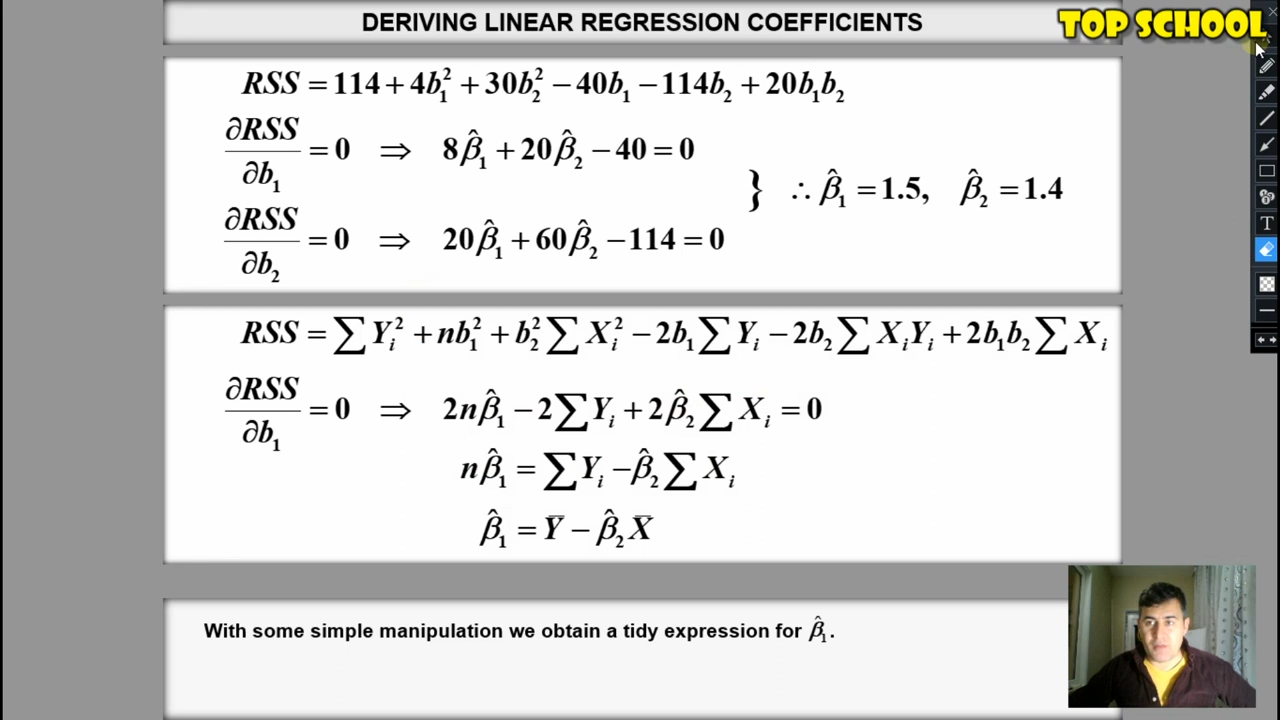 DERIVING LINEAR REGRESSION COEFFICIENTS
TOP SCHOOL
RSS = 114 + 4b₁² + 30b₂² − 40b₁ − 114b₂ + 20b₁b₂
∂RSS/∂b₁ = 0 ⇒ 8β̂₁ + 20β̂₂ − 40 = 0
} ∴ β̂₁ = 1.5, β̂₂ = 1.4
∂RSS/∂b₂ = 0 ⇒ 20β̂₁ + 60β̂₂ − 114 = 0
RSS = ∑Yᵢ² + nb₁² + b₂²∑Xᵢ² − 2b₁∑Yᵢ − 2b₂∑XᵢYᵢ + 2b₁b₂∑Xᵢ
∂RSS/∂b₁ = 0 ⇒ 2nβ̂₁ − 2∑Yᵢ + 2β̂₂∑Xᵢ = 0
nβ̂₁ = ∑Yᵢ − β̂₂∑Xᵢ
β̂₁ = Ȳ − β̂₂X̄
With some simple manipulation we obtain a tidy expression for β̂₁.